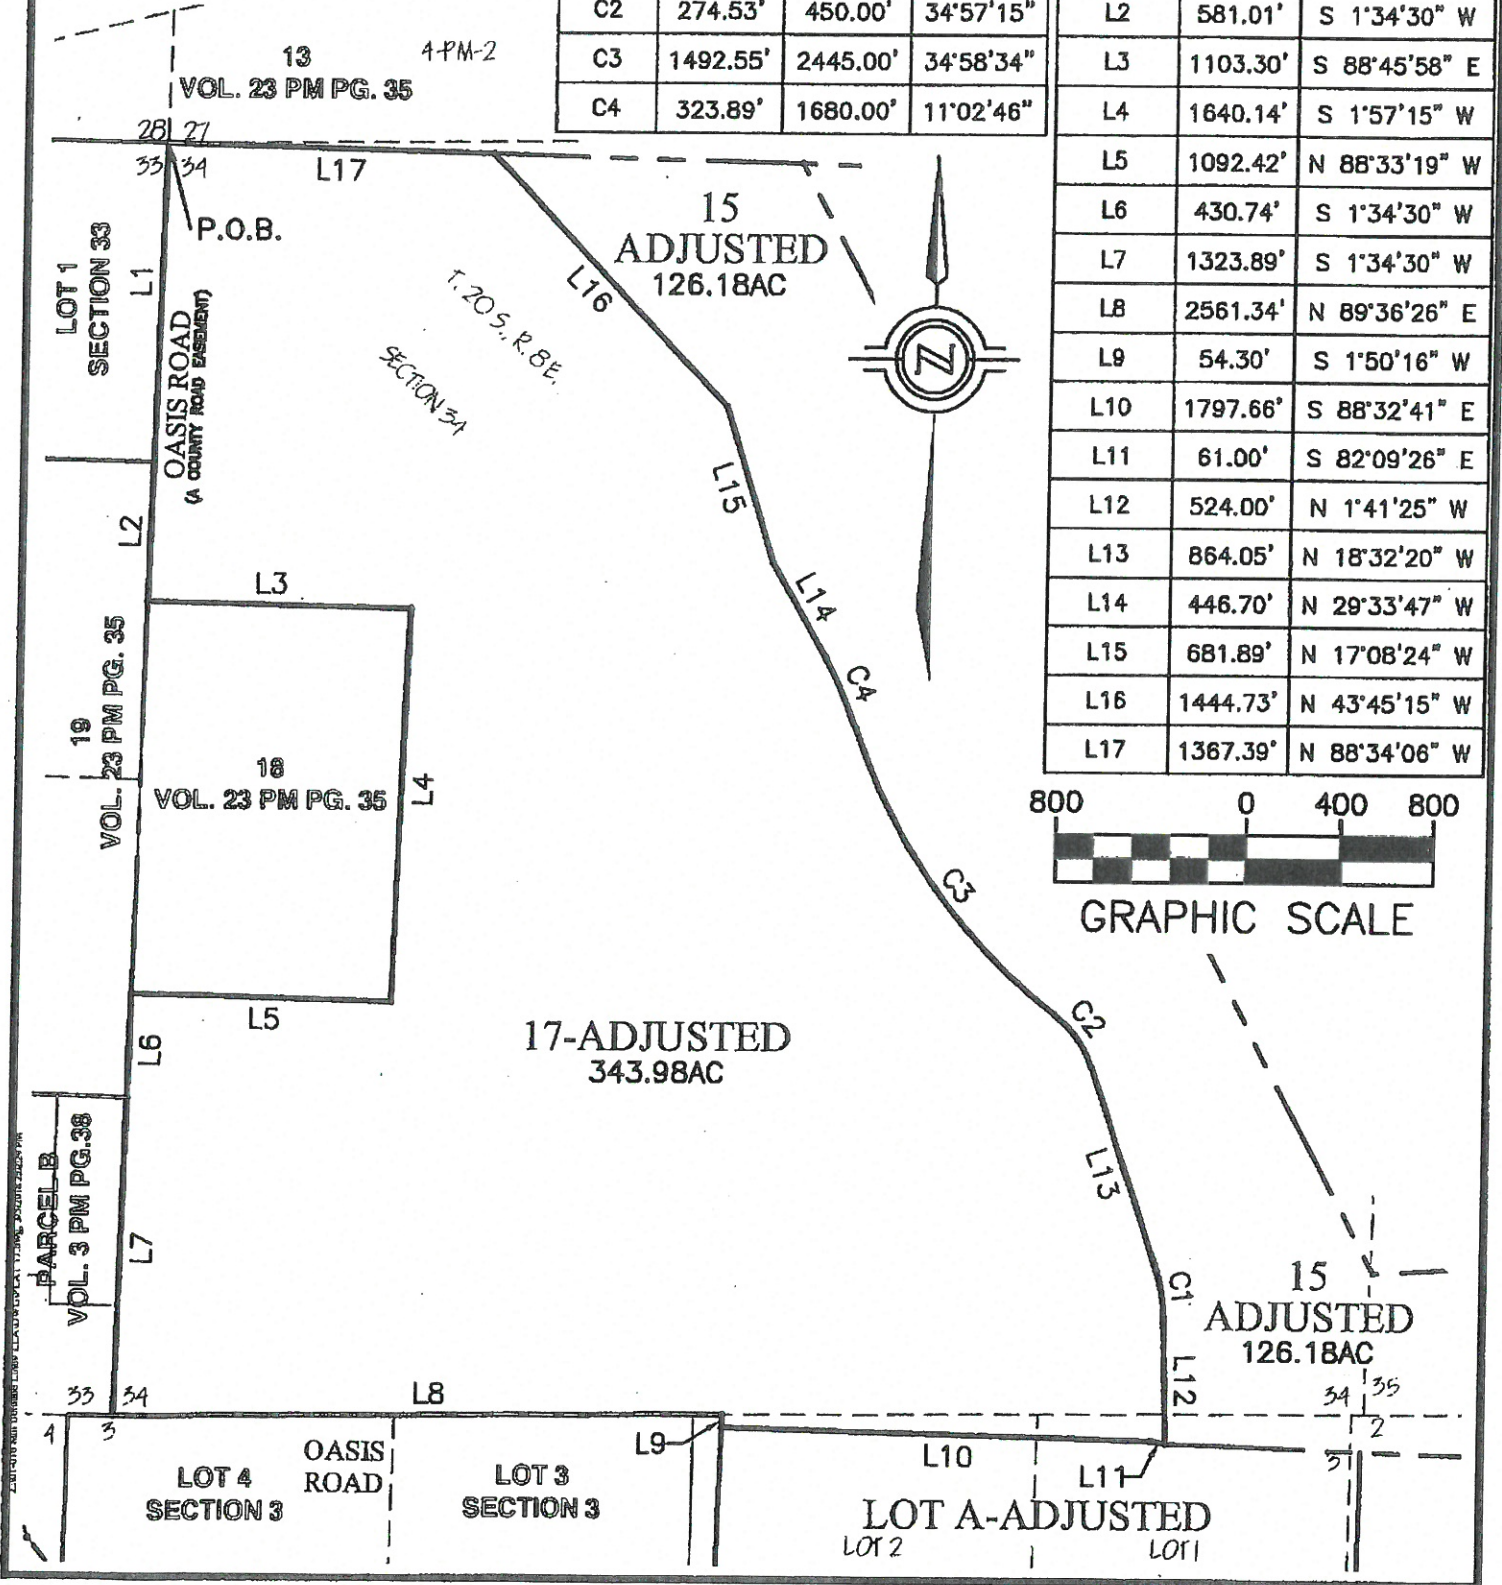 C2 274.53' 450.00' 34°57'15"
C3 1492.55' 2445.00' 34°58'34"
C4 323.89' 1680.00' 11°02'46"
L2 581.01' S 1°34'30" W
L3 1103.30' S 88°45'58" E
L4 1640.14' S 1°57'15" W
L5 1092.42' N 88°33'19" W
L6 430.74' S 1°34'30" W
L7 1323.89' S 1°34'30" W
L8 2561.34' N 89°36'26" E
L9 54.30' S 1°50'16" W
L10 1797.66' S 88°32'41" E
L11 61.00' S 82°09'26" E
L12 524.00' N 1°41'25" W
L13 864.05' N 18°32'20" W
L14 446.70' N 29°33'47" W
L15 681.89' N 17°08'24" W
L16 1444.73' N 43°45'15" W
L17 1367.39' N 88°34'06" W
13
VOL. 23 PM PG. 35
4-PM-2
28 27
33 34
L17
P.O.B.
LOT 1
SECTION 33
L1
OASIS ROAD
(A COUNTY ROAD EASEMENT)
T. 20 S., R. 8 E.
SECTION 34
L16
15
ADJUSTED
126.18AC
N
L15
L2
L3
L14
19
VOL. 23 PM PG. 35
18
VOL. 23 PM PG. 35
L4
C4
800 0 400 800
GRAPHIC SCALE
C3
L5
L6
17-ADJUSTED
343.98AC
C2
PARCEL B
VOL. 3 PM PG.38
L7
L13
C1
15
ADJUSTED
126.18AC
L12
33 34
4 3
L8
34 35
3 2
L9
L10
L11
OASIS
ROAD
LOT 4
SECTION 3
LOT 3
SECTION 3
LOT A-ADJUSTED
LOT 2
LOT 1